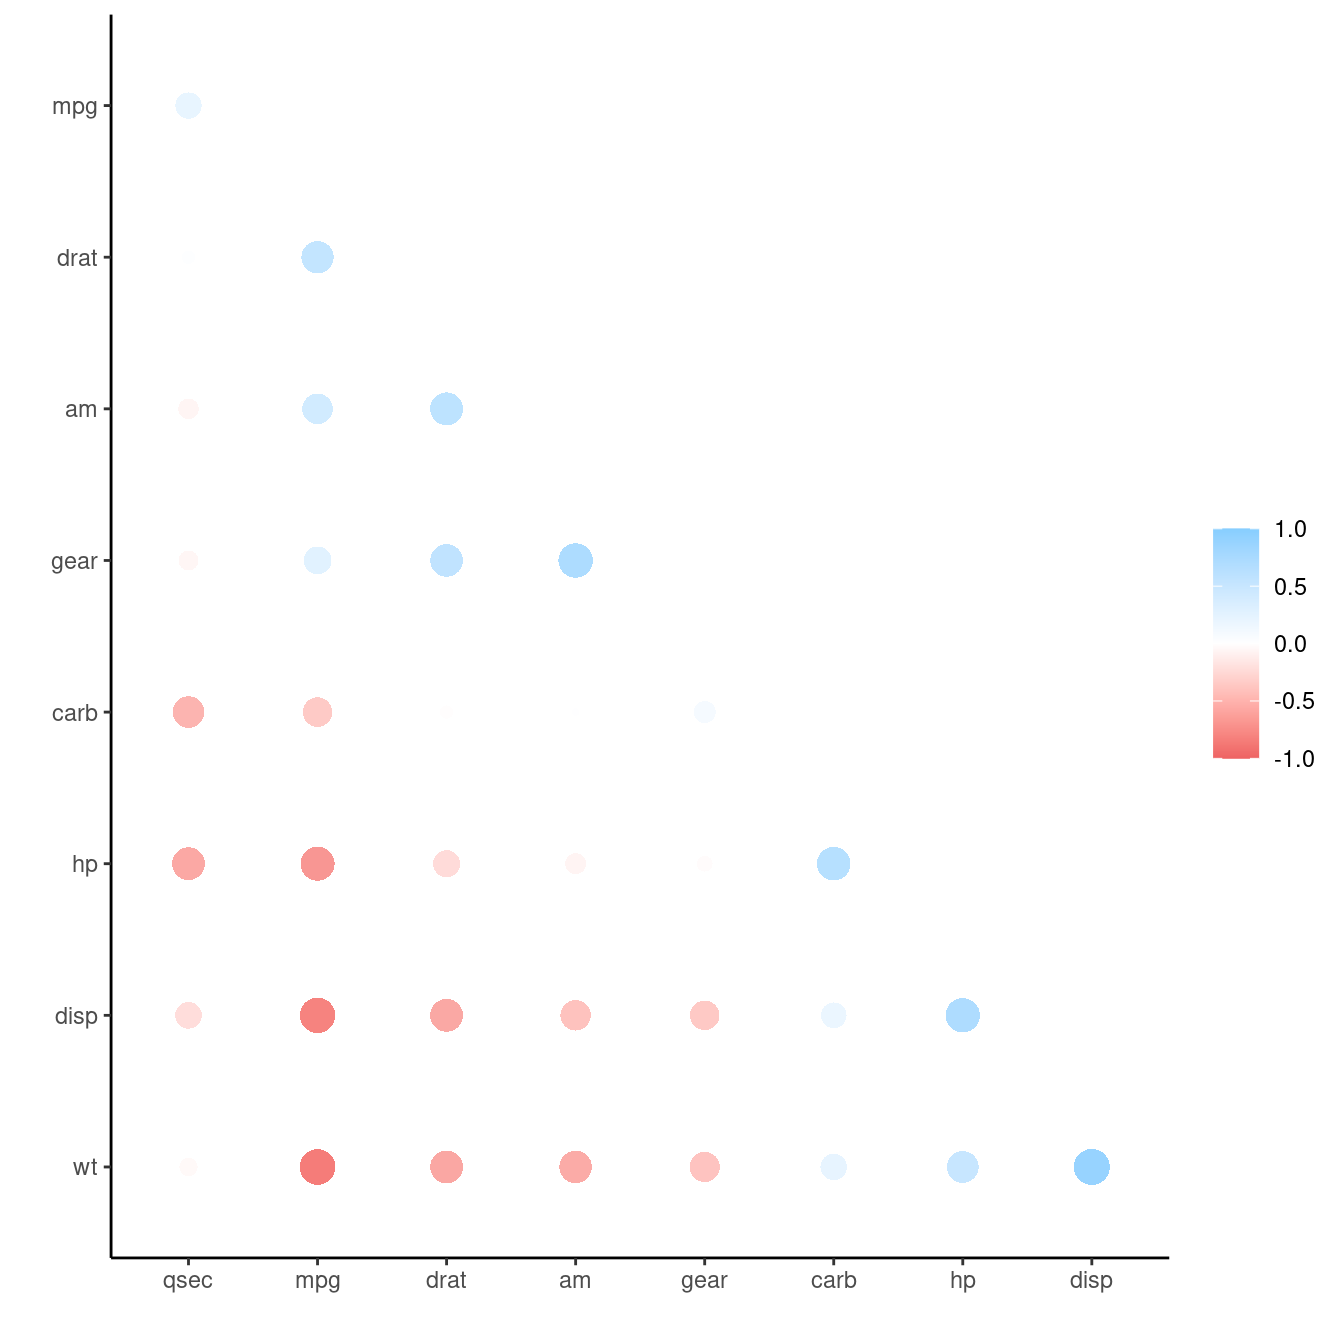 mpg
drat
am
gear
carb
hp
disp
wt
qsec mpg drat am gear carb hp disp
1.0
0.5
0.0
-0.5
-1.0